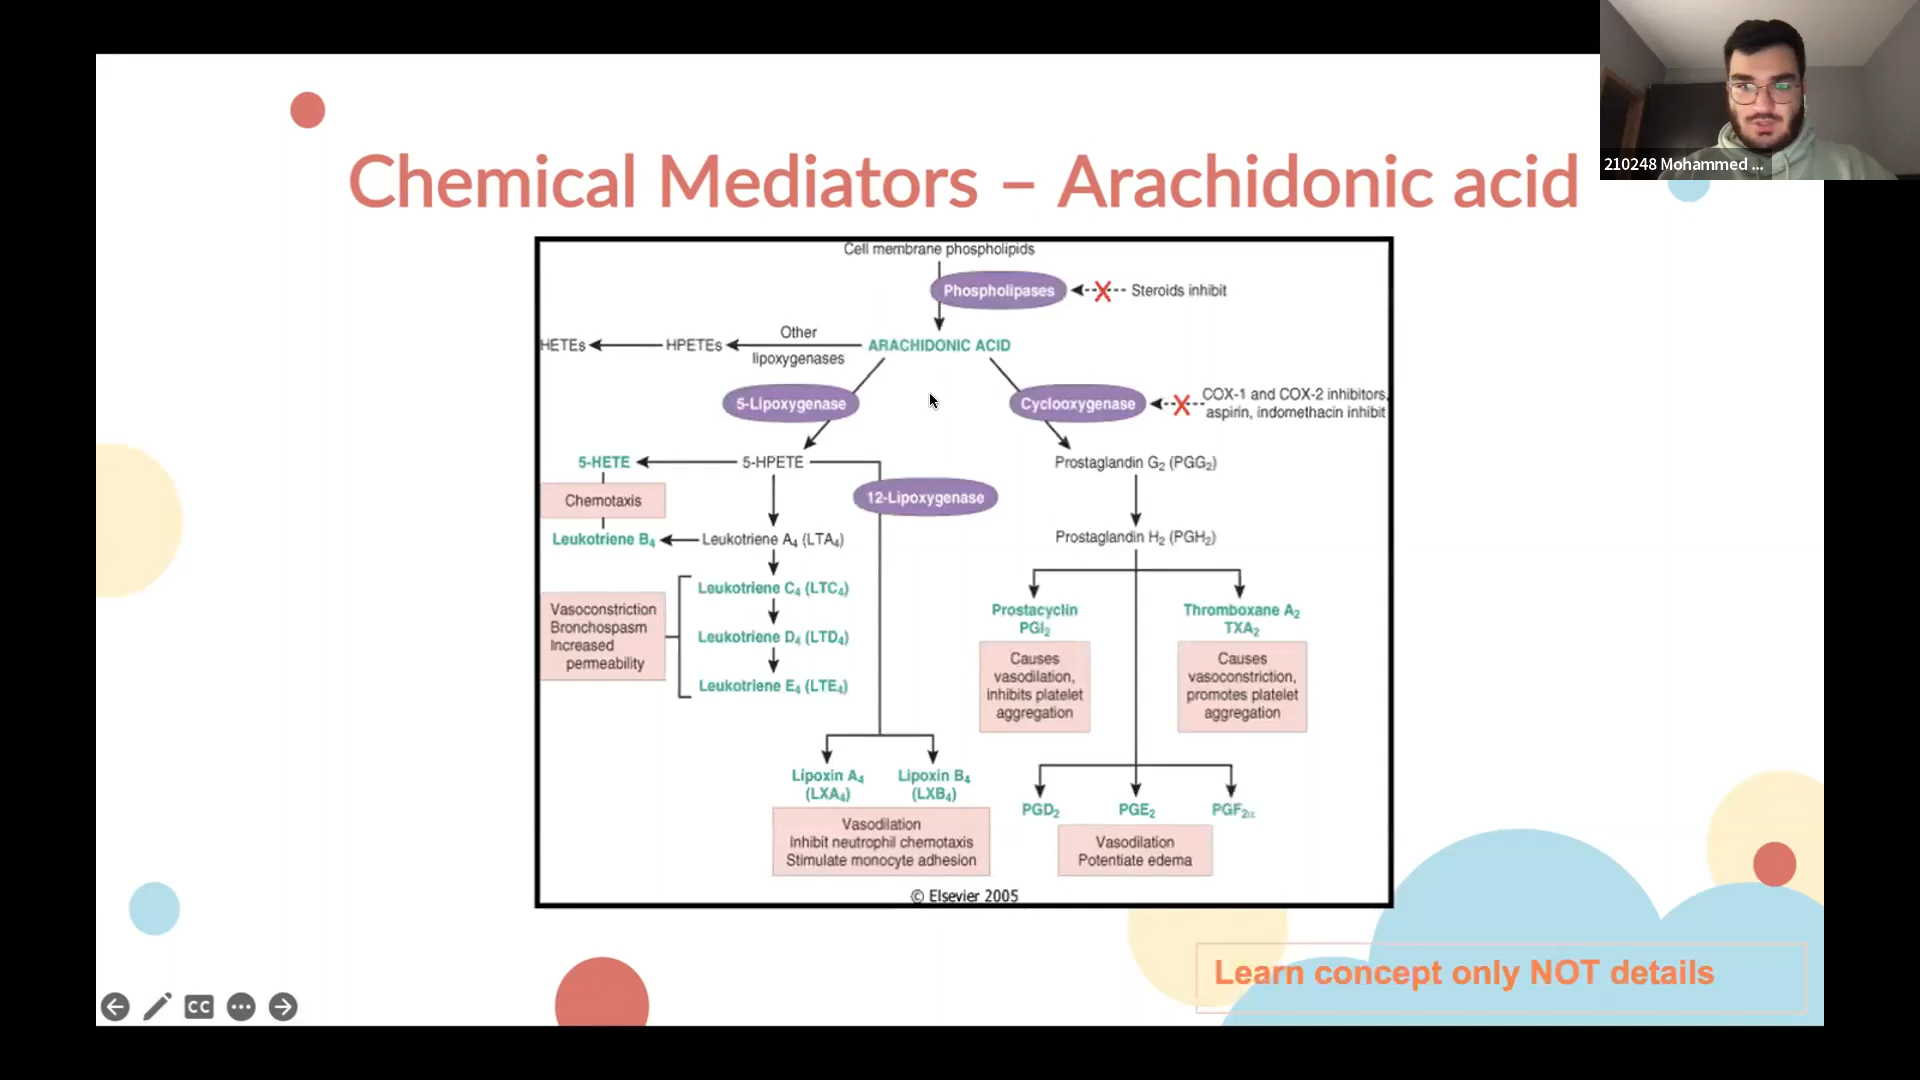 210248 Mohammed ...
Chemical Mediators – Arachidonic acid
Cell membrane phospholipids
Phospholipases
Steroids inhibit
HETEs
HPETEs
Other
lipoxygenases
ARACHIDONIC ACID
5-Lipoxygenase
Cyclooxygenase
COX-1 and COX-2 inhibitors,
aspirin, indomethacin inhibit
5-HETE
5-HPETE
Prostaglandin G₂ (PGG₂)
Chemotaxis
12-Lipoxygenase
Leukotriene B₄
Leukotriene A₄ (LTA₄)
Prostaglandin H₂ (PGH₂)
Leukotriene C₄ (LTC₄)
Vasoconstriction
Bronchospasm
Increased
permeability
Leukotriene D₄ (LTD₄)
Leukotriene E₄ (LTE₄)
Prostacyclin
PGI₂
Causes
vasodilation,
inhibits platelet
aggregation
Thromboxane A₂
TXA₂
Causes
vasoconstriction,
promotes platelet
aggregation
Lipoxin A₄
(LXA₄)
Lipoxin B₄
(LXB₄)
Vasodilation
Inhibit neutrophil chemotaxis
Stimulate monocyte adhesion
PGD₂
PGE₂
PGF₂α
Vasodilation
Potentiate edema
© Elsevier 2005
Learn concept only NOT details
CC